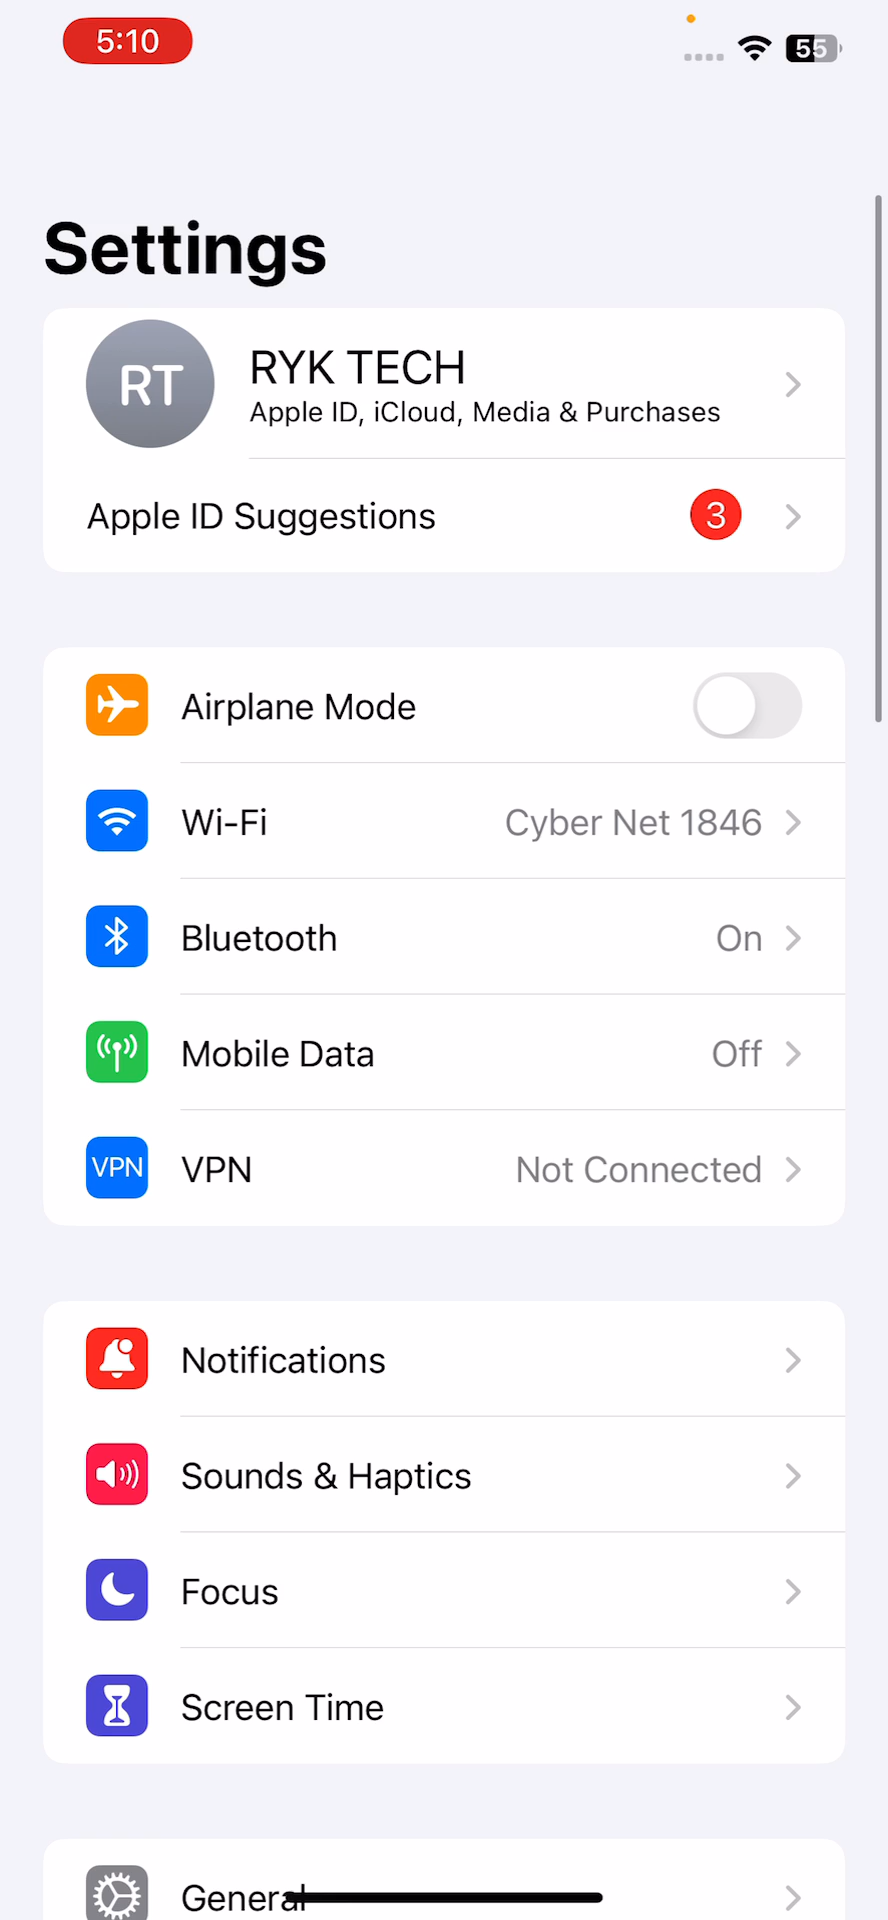 5:10
55
Settings
RT
RYK TECH
Apple ID, iCloud, Media & Purchases
Apple ID Suggestions 3
Airplane Mode
Wi-Fi Cyber Net 1846
Bluetooth On
Mobile Data Off
VPN VPN Not Connected
Notifications
Sounds & Haptics
Focus
Screen Time
General